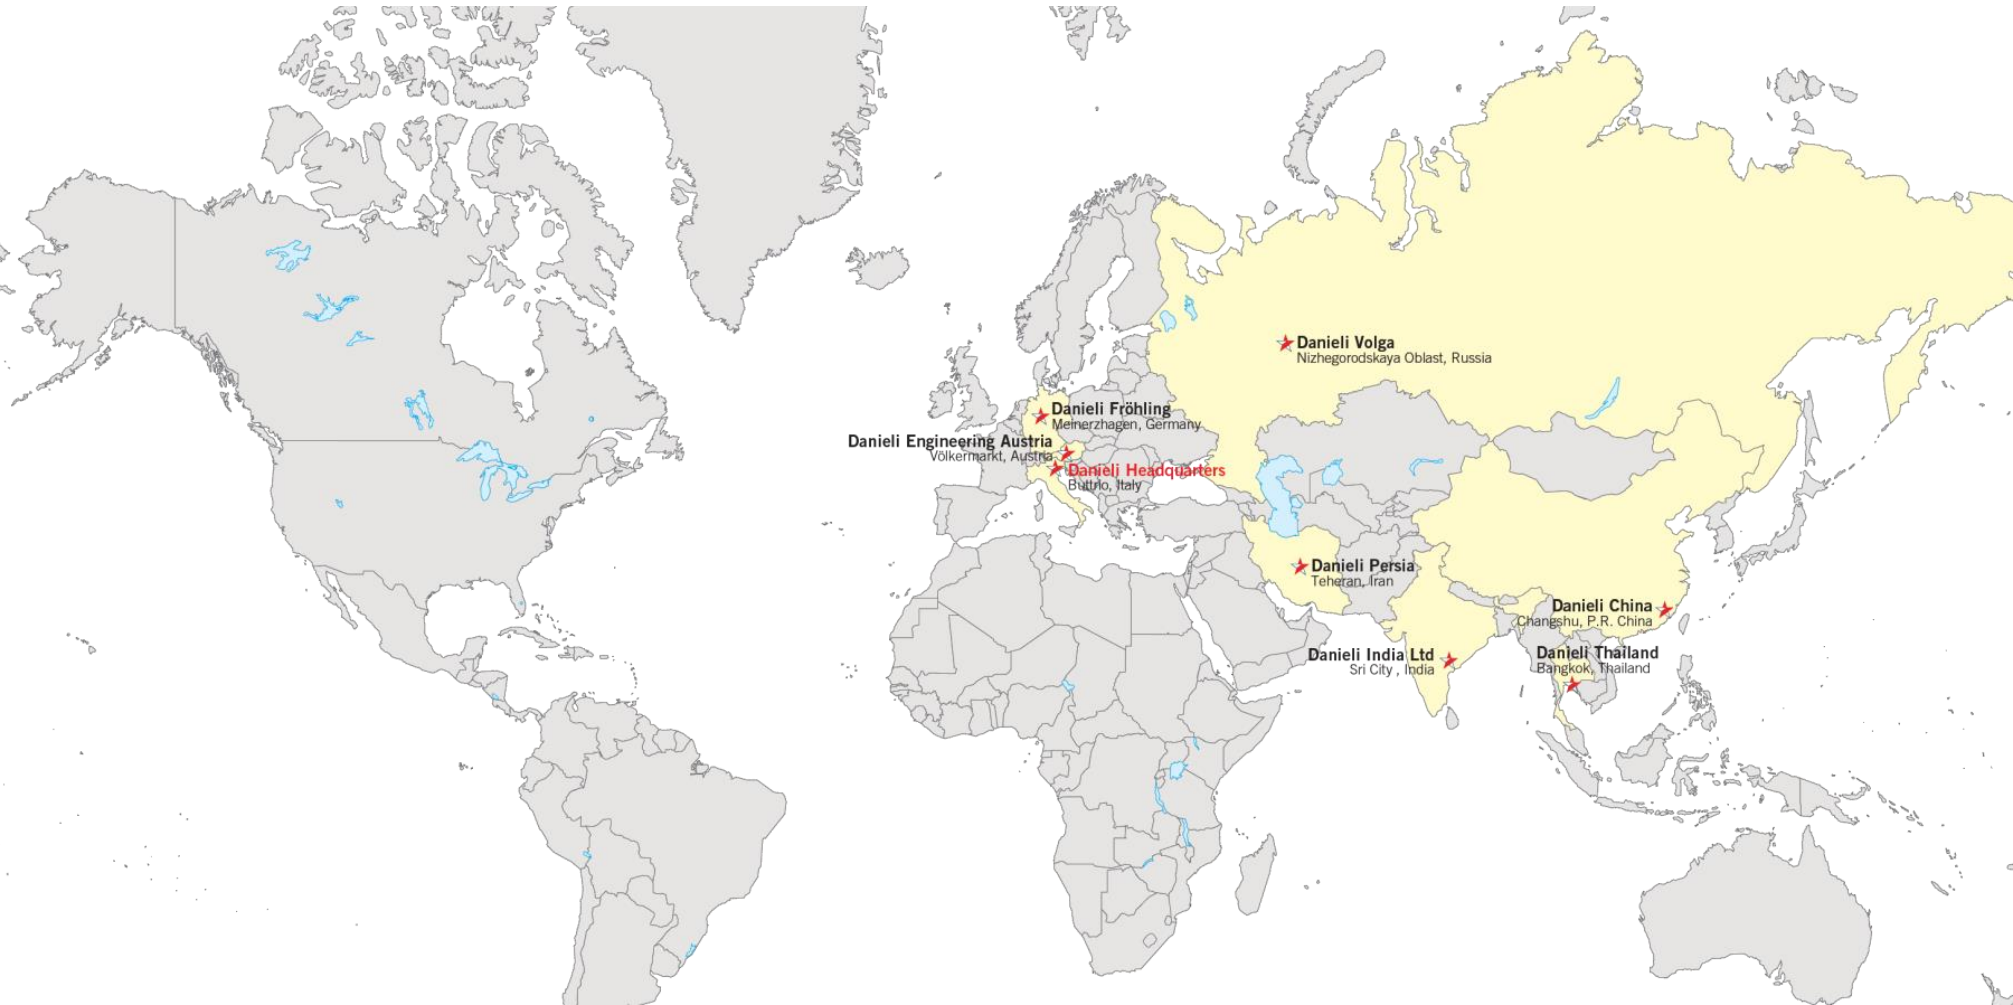 Danieli Volga
Nizhegorodskaya Oblast, Russia
Danieli Fröhling
Meinerzhagen, Germany
Danieli Engineering Austria
Völkermarkt, Austria
Danieli Headquarters
Buttrio, Italy
Danieli Persia
Teheran, Iran
Danieli China
Changshu, P.R. China
Danieli India Ltd
Sri City , India
Danieli Thailand
Bangkok, Thailand